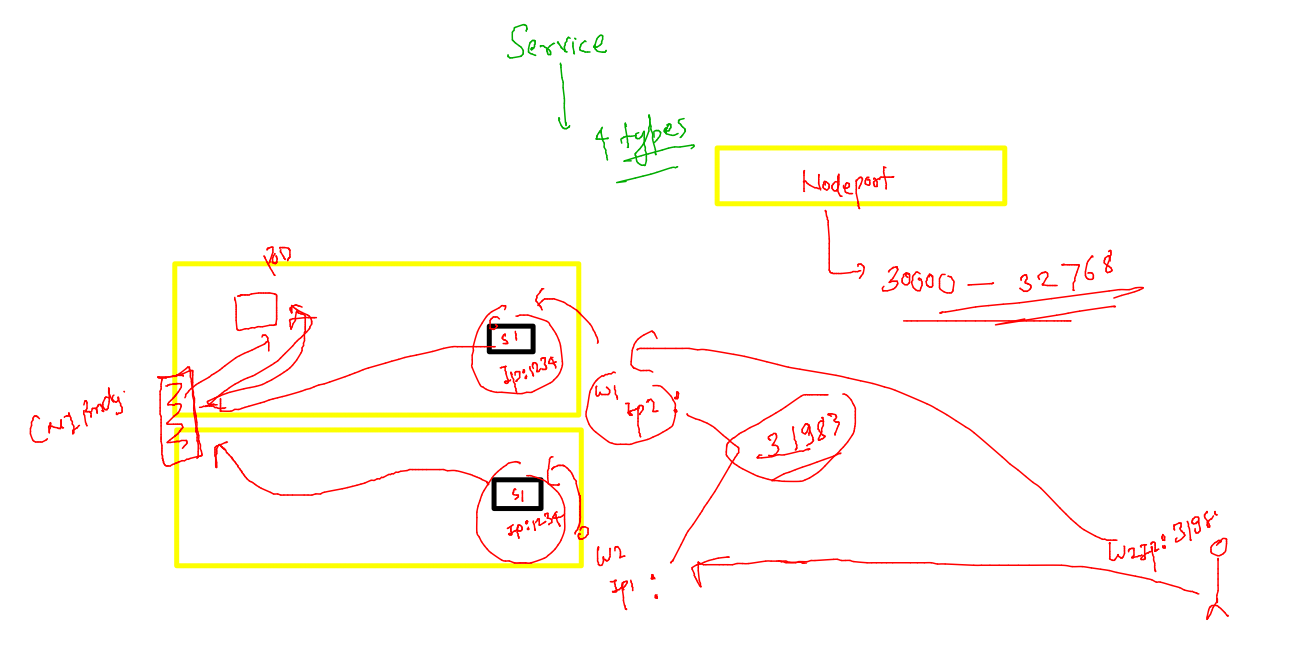 Service
4 types
Nodeport
30000 - 32768
POD
S1
Ip:1234
W1
Ip2 :
31983
CNI
S1
Ip:1234
W2
Ip1 :
W2Ip: 3198